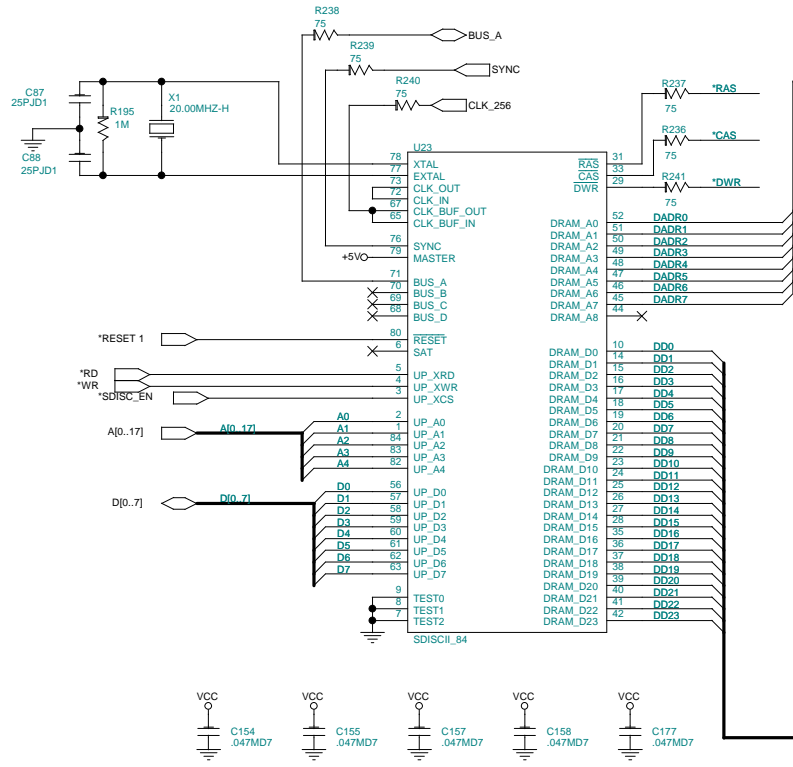 R238
75
BUS_A
R239
75
SYNC
R240
75
CLK_256
C87
25PJD1
R195
1M
X1
20.00MHZ-H
C88
25PJD1
R237
75
*RAS
R236
75
*CAS
R241
75
*DWR
U23
78 XTAL
77 EXTAL
73 CLK_OUT
72 CLK_IN
67 CLK_BUF_OUT
65 CLK_BUF_IN
76 SYNC
+5V 79 MASTER
71 BUS_A
70 BUS_B
69 BUS_C
68 BUS_D
*RESET 1 80 RESET
6 SAT
*RD 5 UP_XRD
*WR 4 UP_XWR
*SDISC_EN 3 UP_XCS
A[0..17] A[0..17]
A0 2 UP_A0
A1 1 UP_A1
A2 84 UP_A2
A3 83 UP_A3
A4 82 UP_A4
D[0..7] D[0..7]
D0 56 UP_D0
D1 57 UP_D1
D2 58 UP_D2
D3 59 UP_D3
D4 60 UP_D4
D5 61 UP_D5
D6 62 UP_D6
D7 63 UP_D7
9 TEST0
8 TEST1
7 TEST2
RAS 31
CAS 33
DWR 29
DRAM_A0 52 DADR0
DRAM_A1 51 DADR1
DRAM_A2 50 DADR2
DRAM_A3 49 DADR3
DRAM_A4 48 DADR4
DRAM_A5 47 DADR5
DRAM_A6 46 DADR6
DRAM_A7 45 DADR7
DRAM_A8 44
DRAM_D0 10 DD0
DRAM_D1 14 DD1
DRAM_D2 15 DD2
DRAM_D3 16 DD3
DRAM_D4 17 DD4
DRAM_D5 18 DD5
DRAM_D6 19 DD6
DRAM_D7 20 DD7
DRAM_D8 21 DD8
DRAM_D9 22 DD9
DRAM_D10 23 DD10
DRAM_D11 24 DD11
DRAM_D12 25 DD12
DRAM_D13 26 DD13
DRAM_D14 27 DD14
DRAM_D15 28 DD15
DRAM_D16 35 DD16
DRAM_D17 36 DD17
DRAM_D18 37 DD18
DRAM_D19 38 DD19
DRAM_D20 39 DD20
DRAM_D21 40 DD21
DRAM_D22 41 DD22
DRAM_D23 42 DD23
SDISCII_84
VCC
C154
.047MD7
VCC
C155
.047MD7
VCC
C157
.047MD7
VCC
C158
.047MD7
VCC
C177
.047MD7